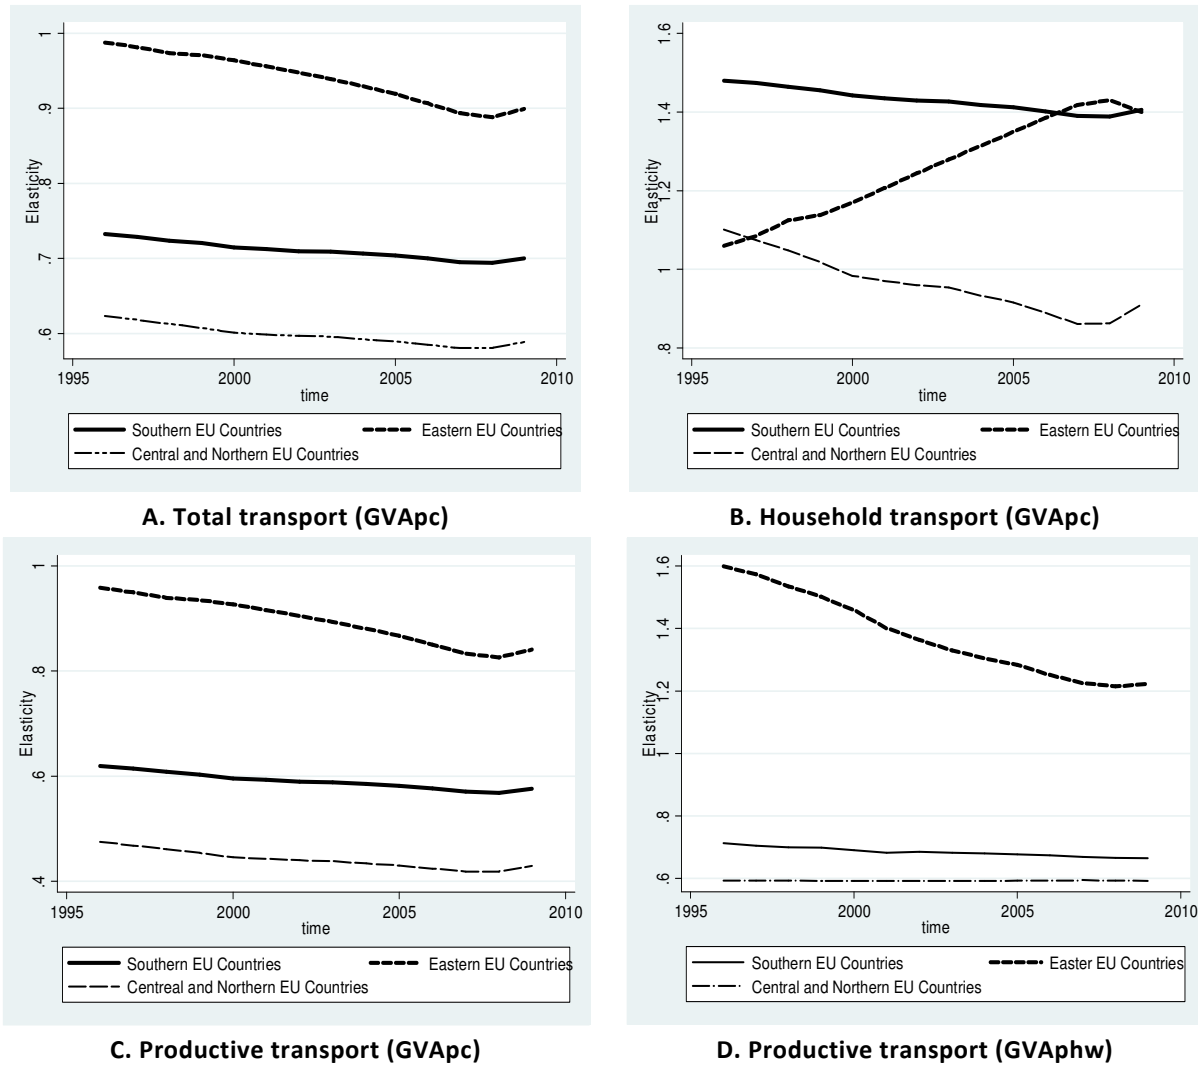 Elasticity
1
.9
.8
.7
.6
1995
2000
2005
2010
time
Southern EU Countries
Eastern EU Countries
Central and Northern EU Countries
A. Total transport (GVApc)
Elasticity
1.6
1.4
1.2
1
.8
1995
2000
2005
2010
time
Southern EU Countries
Eastern EU Countries
Central and Northern EU Countries
B. Household transport (GVApc)
Elasticity
1
.8
.6
.4
1995
2000
2005
2010
time
Southern EU Countries
Eastern EU Countries
Centreal and Northern EU Countries
C. Productive transport (GVApc)
Elasticity
1.6
1.4
1.2
1
.8
.6
1995
2000
2005
2010
time
Southern EU Countries
Easter EU Countries
Central and Northern EU Countries
D. Productive transport (GVAphw)